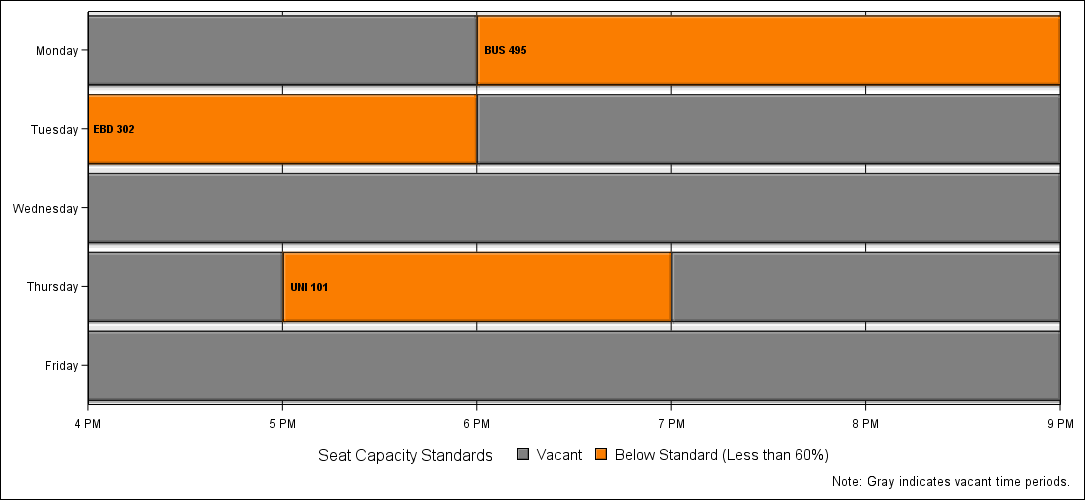 Monday
BUS 495
Tuesday
EBD 302
Wednesday
Thursday
UNI 101
Friday
4 PM 5 PM 6 PM 7 PM 8 PM 9 PM
Seat Capacity Standards Vacant Below Standard (Less than 60%)
Note: Gray indicates vacant time periods.